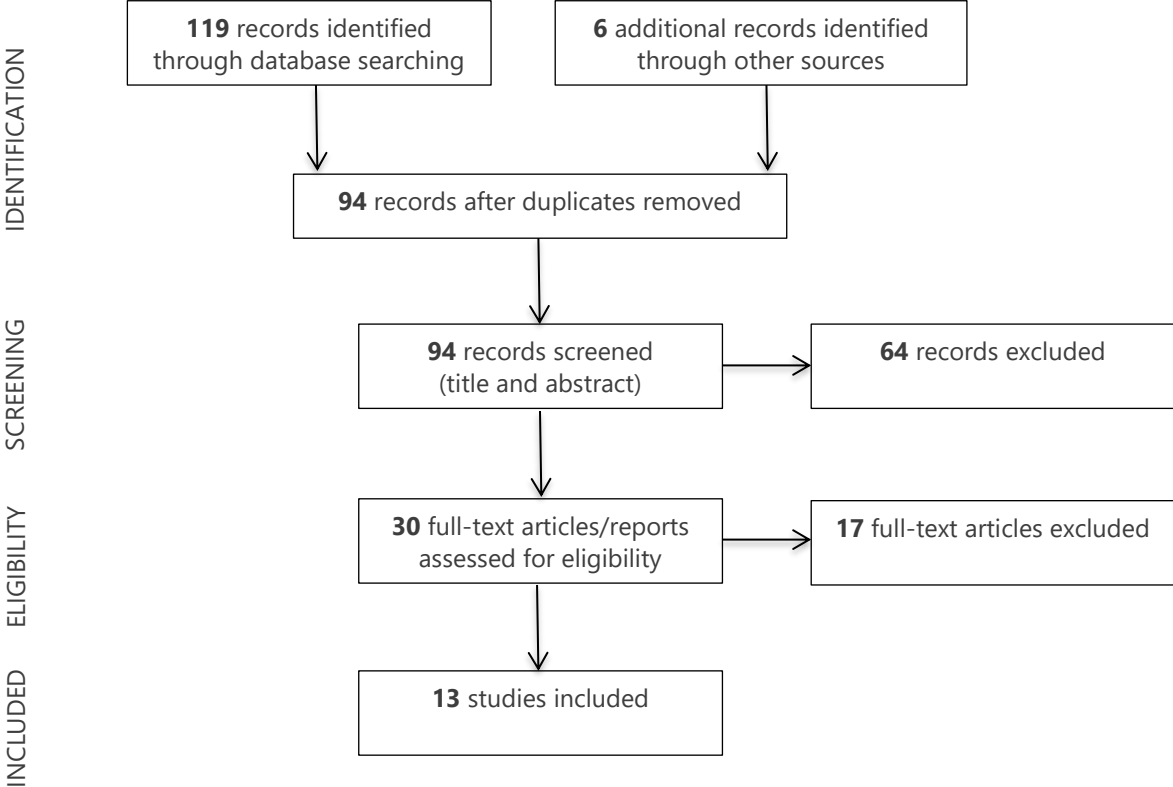 IDENTIFICATION
119 records identified
through database searching
6 additional records identified
through other sources
94 records after duplicates removed
SCREENING
94 records screened
(title and abstract)
64 records excluded
ELIGIBILITY
30 full-text articles/reports
assessed for eligibility
17 full-text articles excluded
INCLUDED
13 studies included